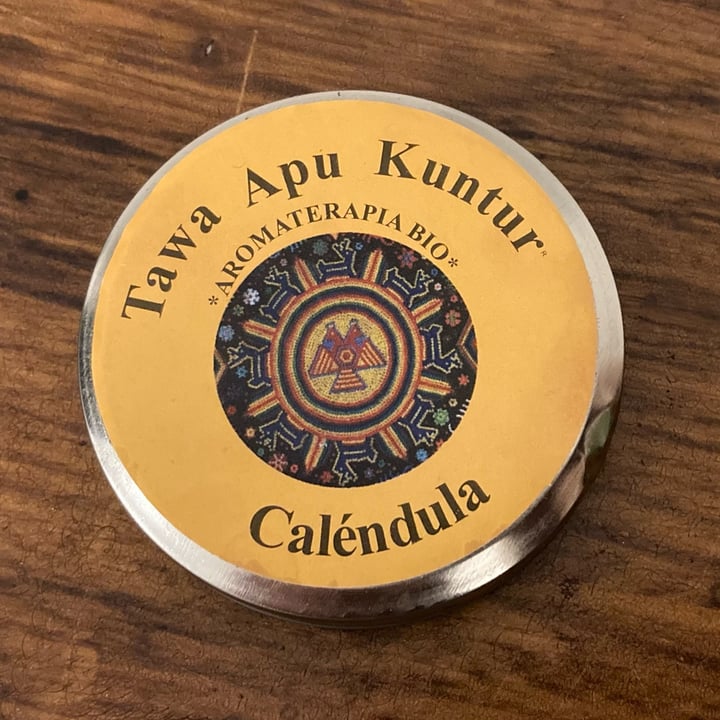 Tawa Apu Kuntur®
*AROMATERAPIA BIO*
Caléndula